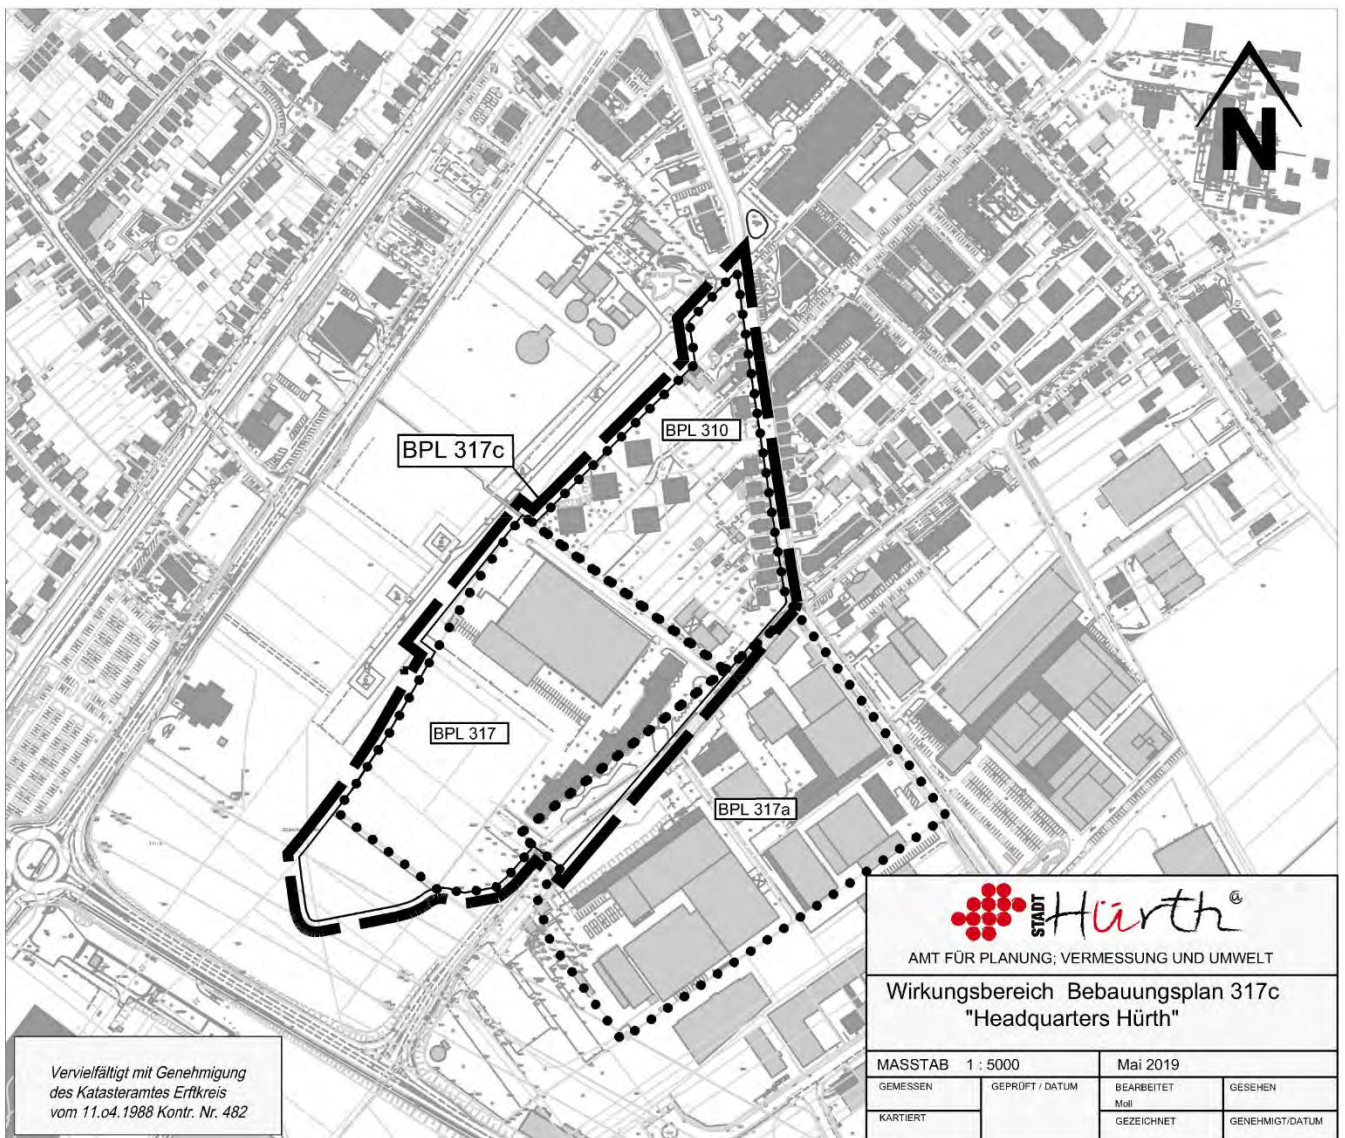 N
BPL 310
BPL 317c
BPL 317
BPL 317a
STADT Hürth
AMT FÜR PLANUNG; VERMESSUNG UND UMWELT
Wirkungsbereich Bebauungsplan 317c
"Headquarters Hürth"
MASSTAB 1 : 5000
Mai 2019
GEMESSEN
GEPRÜFT / DATUM
BEARBEITET
GESEHEN
Moll
KARTIERT
GEZEICHNET
GENEHMIGT/DATUM
Vervielfältigt mit Genehmigung
des Katasteramtes Erftkreis
vom 11.o4.1988 Kontr. Nr. 482